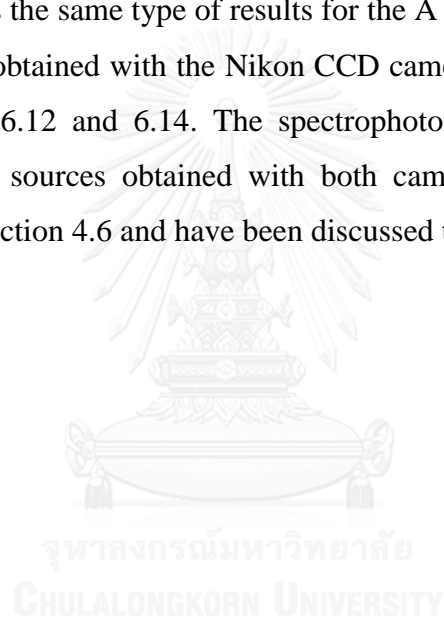 s the same type of results for the A
obtained with the Nikon CCD came
6.12 and 6.14. The spectrophoto
sources obtained with both cam
ction 4.6 and have been discussed t
จุฬาลงกรณ์มหาวิทยาลัย
CHULALONGKORN UNIVERSITY